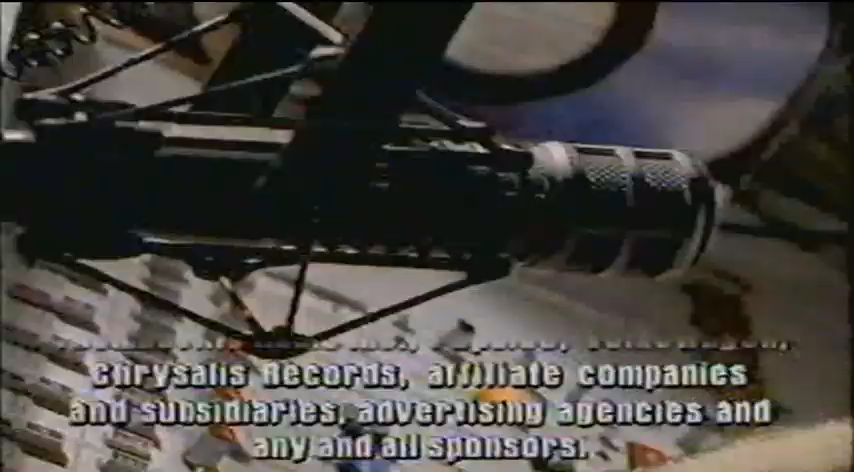 Chrysalis Records, affiliate companies
and subsidiaries, advertising agencies and
any and all sponsors.